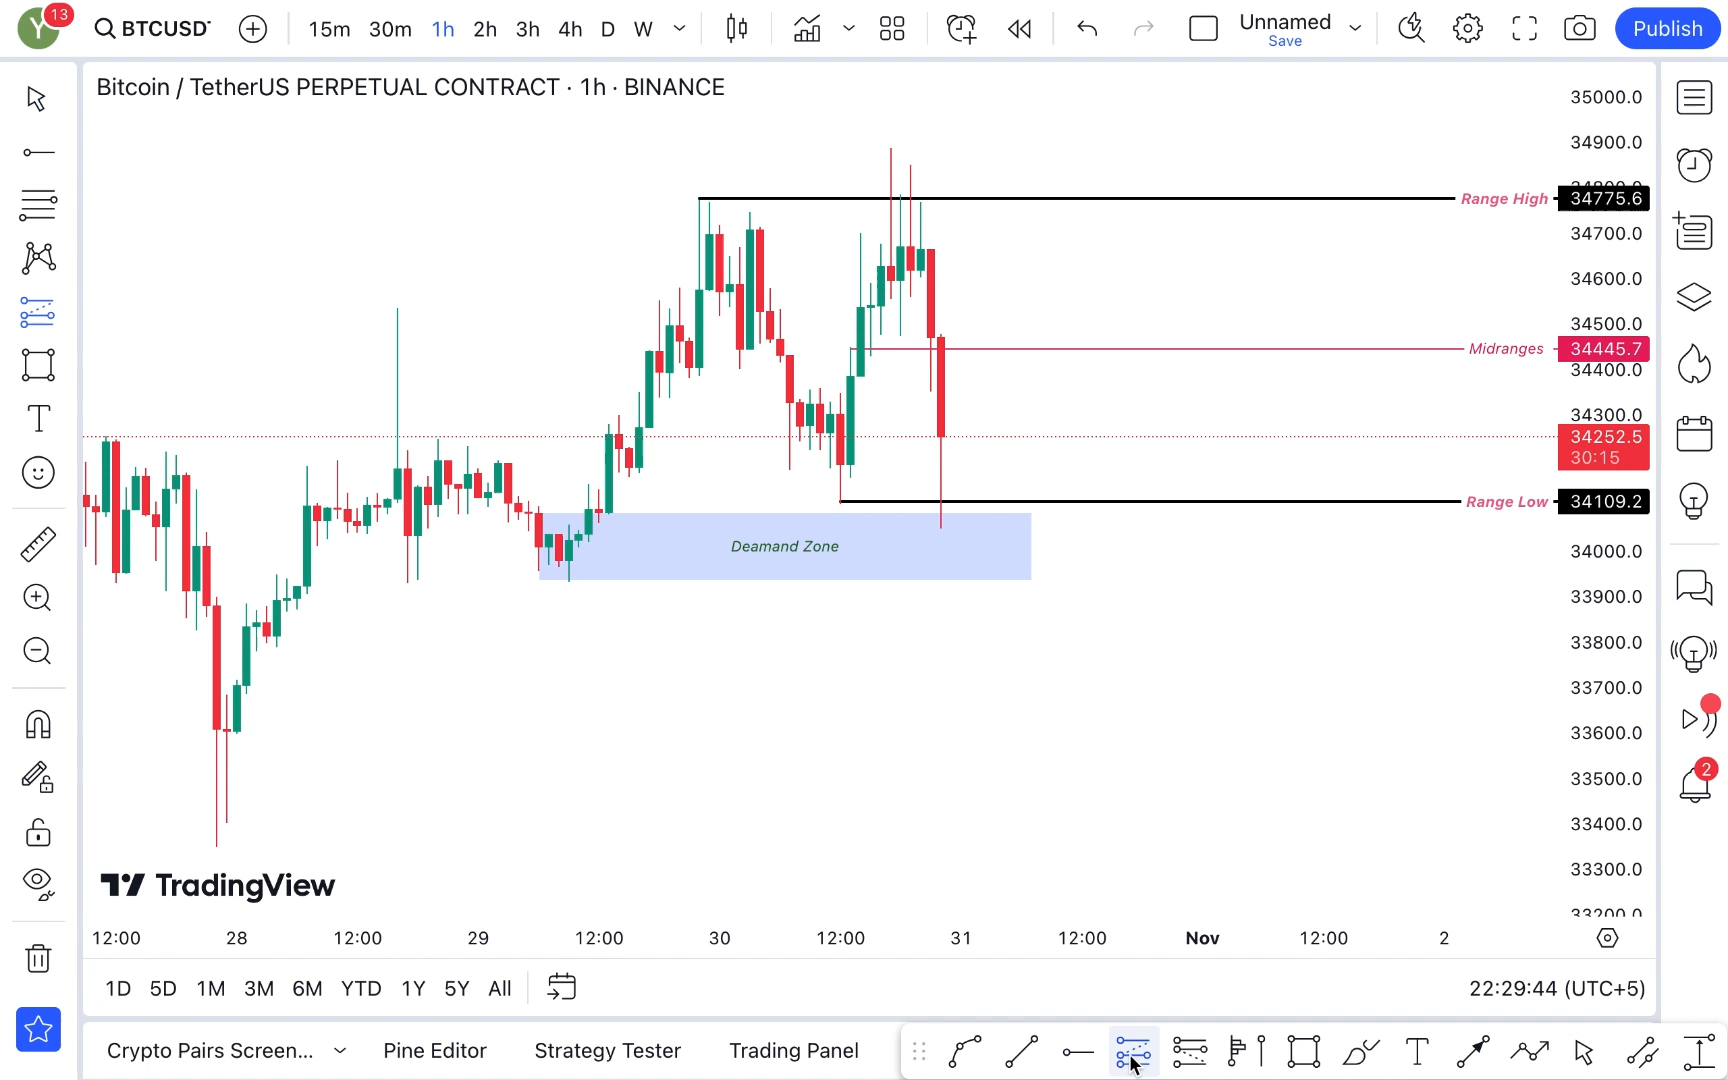 Y 13 BTCUSD 15m 30m 1h 2h 3h 4h D W Unnamed Save Publish
Bitcoin / TetherUS PERPETUAL CONTRACT · 1h · BINANCE
35000.0
34900.0
Range High 34775.6
34700.0
34600.0
34500.0
Midranges 34445.7
34400.0
34300.0
34252.5
30:15
Range Low 34109.2
Deamand Zone
34000.0
33900.0
33800.0
33700.0
33600.0
33500.0
33400.0
33300.0
2
TradingView
12:00 28 12:00 29 12:00 30 12:00 31 12:00 Nov 12:00 2
1D 5D 1M 3M 6M YTD 1Y 5Y All 22:29:44 (UTC+5)
Crypto Pairs Screen... Pine Editor Strategy Tester Trading Panel